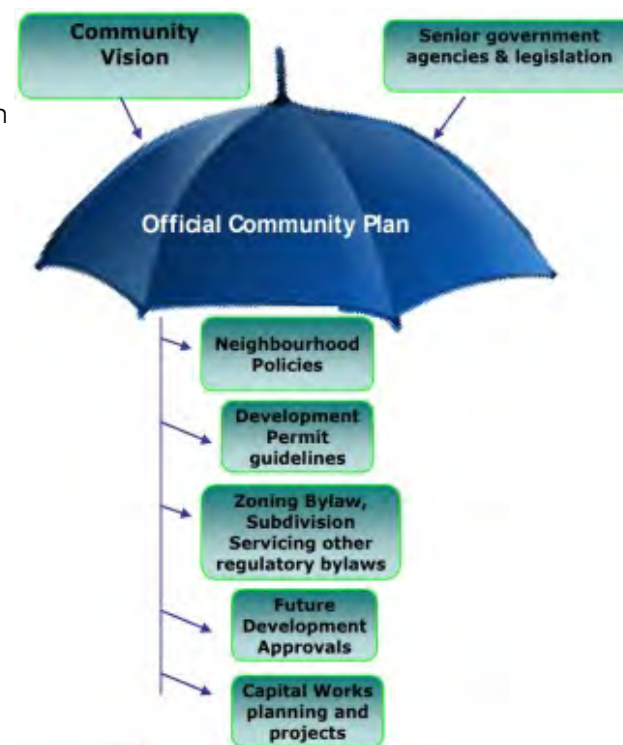 Community
Vision
Senior government
agencies & legislation
n
Official Community Plan
Neighbourhood
Policies
Development
Permit
guidelines
Zoning Bylaw,
Subdivision
Servicing other
regulatory bylaws
Future
Development
Approvals
Capital Works
planning and
projects